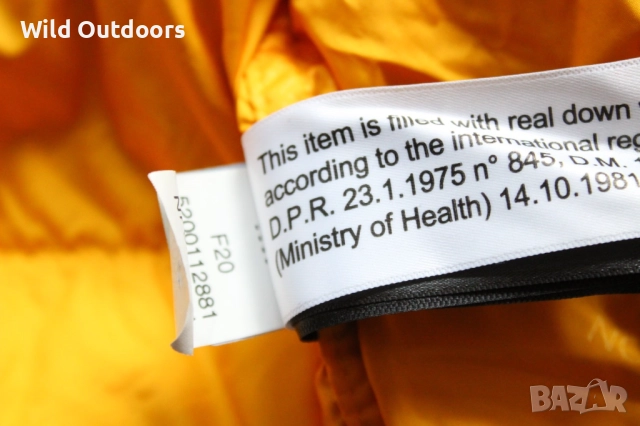 Wild Outdoors
This item is filled with real down
according to the international reg
D.P.R. 23.1.1975 n° 845, D.M.
(Ministry of Health) 14.10.1981
F20
5200112881
BAZAR